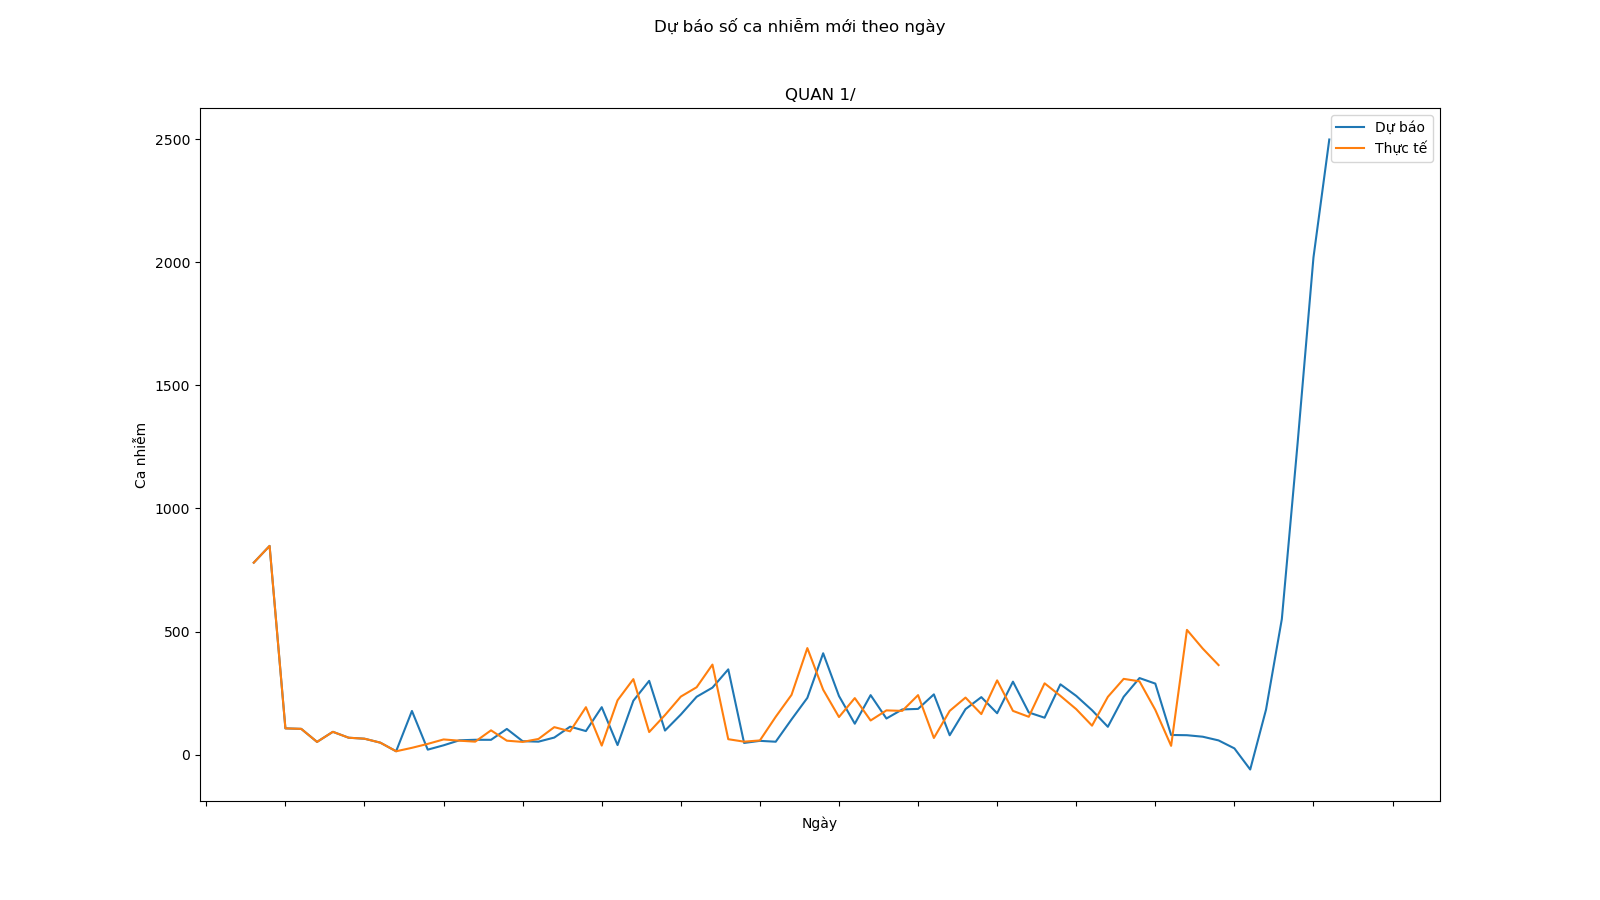 Dự báo số ca nhiễm mới theo ngày
QUAN 1/
Dự báo
Thực tế
2500
2000
1500
1000
500
0
Ca nhiễm
Ngày